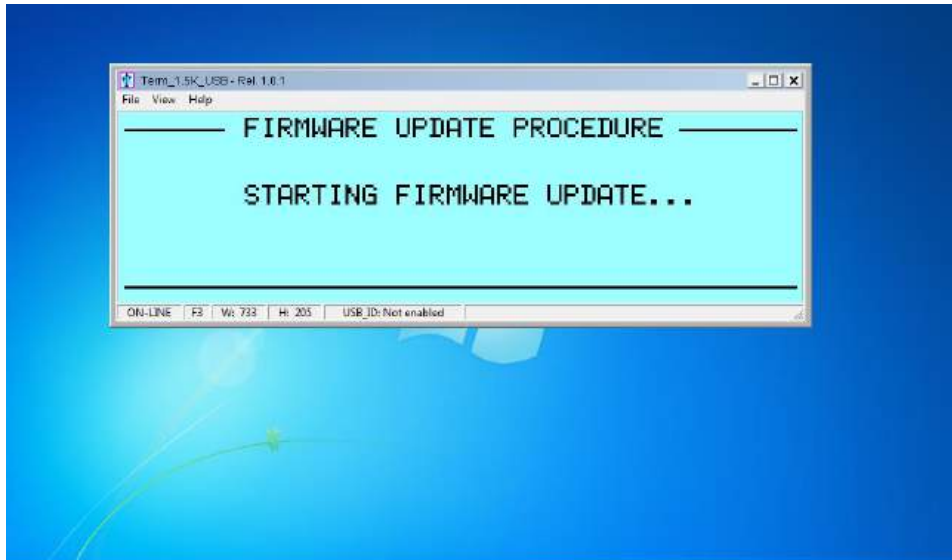 Term_1.5K_USB - Rel. 1.0.1
File View Help
FIRMWARE UPDATE PROCEDURE
STARTING FIRMWARE UPDATE...
ON-LINE F3 W: 733 H: 205 USB_ID: Not enabled